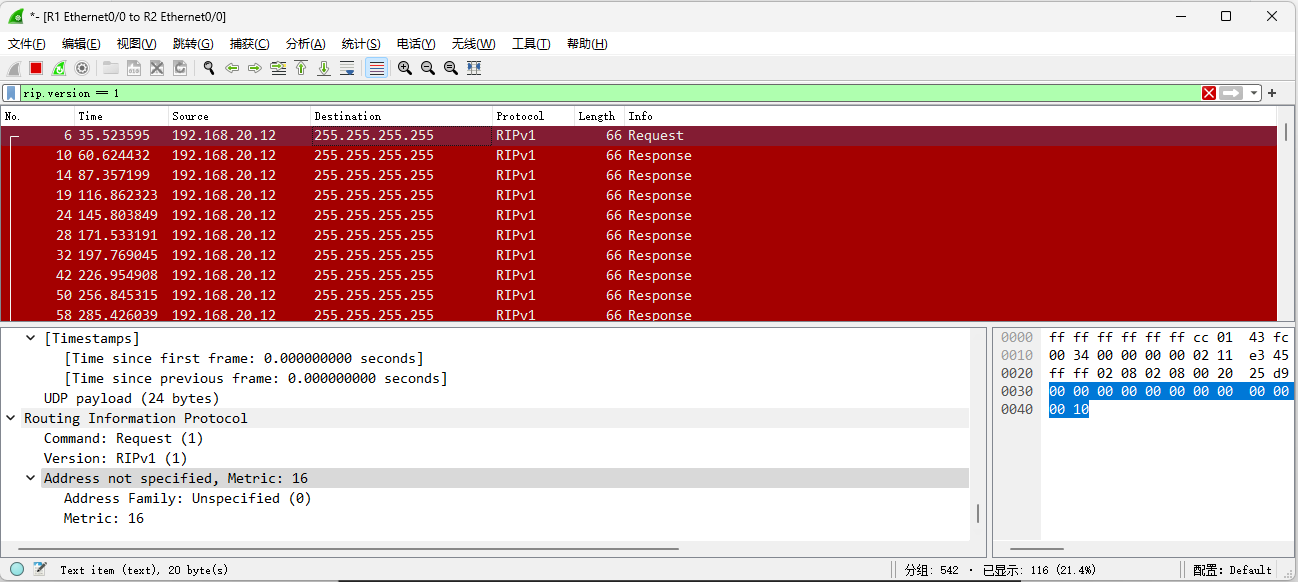 *- [R1 Ethernet0/0 to R2 Ethernet0/0]
文件(F) 编辑(E) 视图(V) 跳转(G) 捕获(C) 分析(A) 统计(S) 电话(Y) 无线(W) 工具(T) 帮助(H)
rip.version == 1
No. Time Source Destination Protocol Length Info
6 35.523595 192.168.20.12 255.255.255.255 RIPv1 66 Request
10 60.624432 192.168.20.12 255.255.255.255 RIPv1 66 Response
14 87.357199 192.168.20.12 255.255.255.255 RIPv1 66 Response
19 116.862323 192.168.20.12 255.255.255.255 RIPv1 66 Response
24 145.803849 192.168.20.12 255.255.255.255 RIPv1 66 Response
28 171.533191 192.168.20.12 255.255.255.255 RIPv1 66 Response
32 197.769045 192.168.20.12 255.255.255.255 RIPv1 66 Response
42 226.954908 192.168.20.12 255.255.255.255 RIPv1 66 Response
50 256.845315 192.168.20.12 255.255.255.255 RIPv1 66 Response
58 285.426039 192.168.20.12 255.255.255.255 RIPv1 66 Response
[Timestamps]
[Time since first frame: 0.000000000 seconds]
[Time since previous frame: 0.000000000 seconds]
UDP payload (24 bytes)
Routing Information Protocol
Command: Request (1)
Version: RIPv1 (1)
Address not specified, Metric: 16
Address Family: Unspecified (0)
Metric: 16
0000 ff ff ff ff ff ff cc 01 43 fc
0010 00 34 00 00 00 00 02 11 e3 45
0020 ff ff 02 08 02 08 00 20 25 d9
0030 00 00 00 00 00 00 00 00 00 00
0040 00 10
Text item (text), 20 byte(s)
分组: 542 · 已显示: 116 (21.4%)
配置: Default